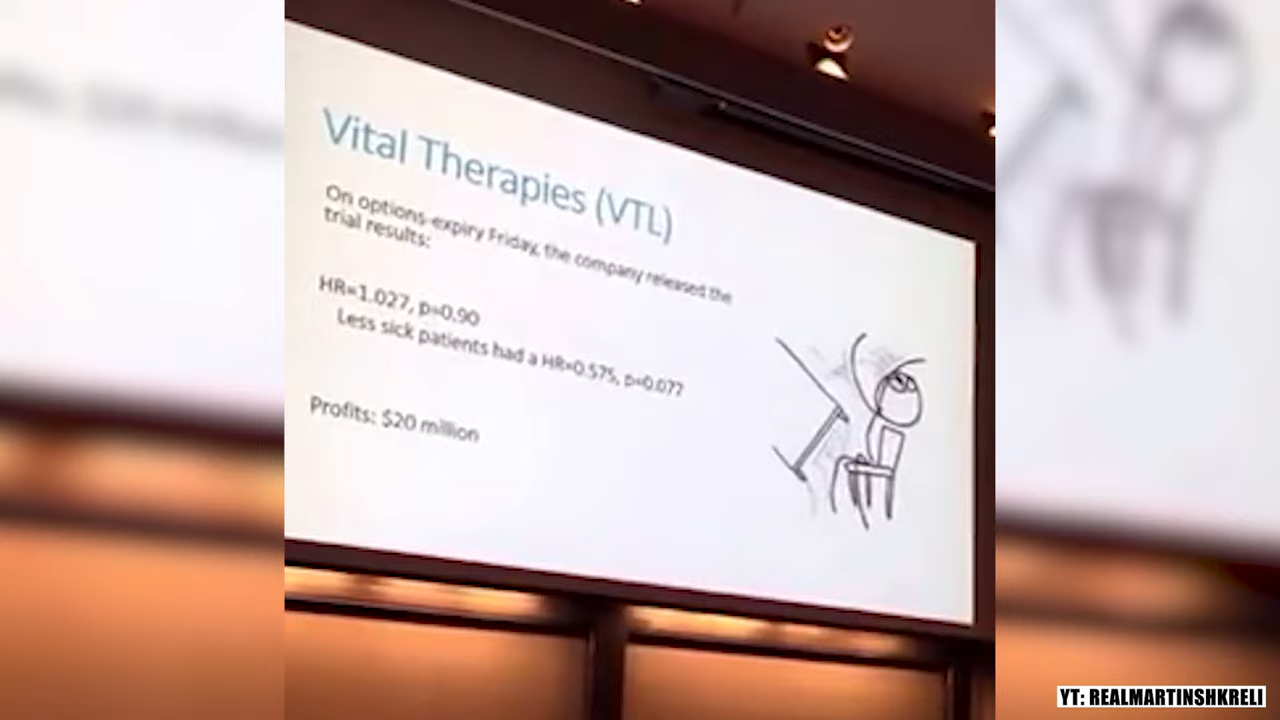 Vital Therapies (VTL)
On options-expiry Friday, the company released the
trial results:
HR=1.027, p=0.90
Less sick patients had a HR=0.575, p=0.077
Profits: $20 million
YT: REALMARTINSHKRELI